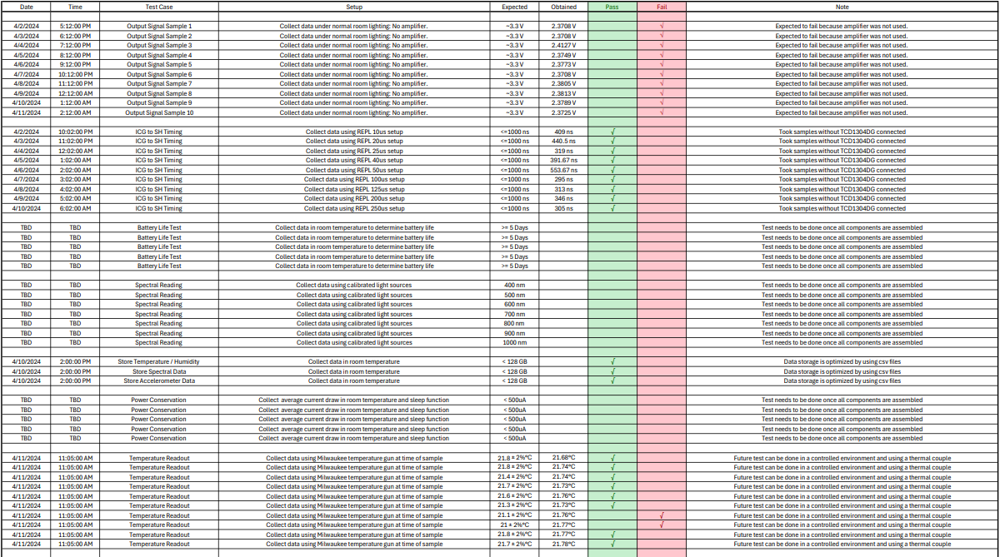 Date Time Test Case Setup Expected Obtained Pass Fail Note
4/2/2024 5:12:00 PM Output Signal Sample 1 Collect data under normal room lighting: No amplifier. ~3.3 V 2.3708 V √ Expected to fail because amplifier was not used.
4/3/2024 6:12:00 PM Output Signal Sample 2 Collect data under normal room lighting: No amplifier. ~3.3 V 2.3708 V √ Expected to fail because amplifier was not used.
4/4/2024 7:12:00 PM Output Signal Sample 3 Collect data under normal room lighting: No amplifier. ~3.3 V 2.4127 V √ Expected to fail because amplifier was not used.
4/5/2024 8:12:00 PM Output Signal Sample 4 Collect data under normal room lighting: No amplifier. ~3.3 V 2.3749 V √ Expected to fail because amplifier was not used.
4/6/2024 9:12:00 PM Output Signal Sample 5 Collect data under normal room lighting: No amplifier. ~3.3 V 2.3773 V √ Expected to fail because amplifier was not used.
4/7/2024 10:12:00 PM Output Signal Sample 6 Collect data under normal room lighting: No amplifier. ~3.3 V 2.3708 V √ Expected to fail because amplifier was not used.
4/8/2024 11:12:00 PM Output Signal Sample 7 Collect data under normal room lighting: No amplifier. ~3.3 V 2.3805 V √ Expected to fail because amplifier was not used.
4/9/2024 12:12:00 AM Output Signal Sample 8 Collect data under normal room lighting: No amplifier. ~3.3 V 2.3813 V √ Expected to fail because amplifier was not used.
4/10/2024 1:12:00 AM Output Signal Sample 9 Collect data under normal room lighting: No amplifier. ~3.3 V 2.3789 V √ Expected to fail because amplifier was not used.
4/11/2024 2:12:00 AM Output Signal Sample 10 Collect data under normal room lighting: No amplifier. ~3.3 V 2.3725 V √ Expected to fail because amplifier was not used.
4/2/2024 10:02:00 PM ICG to SH Timing Collect data using REPL 10us setup <=1000 ns 409 ns √ Took samples without TCD1304DG connected
4/3/2024 11:02:00 PM ICG to SH Timing Collect data using REPL 20us setup <=1000 ns 440.5 ns √ Took samples without TCD1304DG connected
4/4/2024 12:02:00 AM ICG to SH Timing Collect data using REPL 25us setup <=1000 ns 319 ns √ Took samples without TCD1304DG connected
4/5/2024 1:02:00 AM ICG to SH Timing Collect data using REPL 40us setup <=1000 ns 391.67 ns √ Took samples without TCD1304DG connected
4/6/2024 2:02:00 AM ICG to SH Timing Collect data using REPL 50us setup <=1000 ns 553.67 ns √ Took samples without TCD1304DG connected
4/7/2024 3:02:00 AM ICG to SH Timing Collect data using REPL 100us setup <=1000 ns 295 ns √ Took samples without TCD1304DG connected
4/8/2024 4:02:00 AM ICG to SH Timing Collect data using REPL 125us setup <=1000 ns 313 ns √ Took samples without TCD1304DG connected
4/9/2024 5:02:00 AM ICG to SH Timing Collect data using REPL 200us setup <=1000 ns 346 ns √ Took samples without TCD1304DG connected
4/10/2024 6:02:00 AM ICG to SH Timing Collect data using REPL 250us setup <=1000 ns 305 ns √ Took samples without TCD1304DG connected
TBD TBD Battery Life Test Collect data in room temperature to determine battery life >= 5 Days Test needs to be done once all components are assembled
TBD TBD Battery Life Test Collect data in room temperature to determine battery life >= 5 Days Test needs to be done once all components are assembled
TBD TBD Battery Life Test Collect data in room temperature to determine battery life >= 5 Days Test needs to be done once all components are assembled
TBD TBD Battery Life Test Collect data in room temperature to determine battery life >= 5 Days Test needs to be done once all components are assembled
TBD TBD Battery Life Test Collect data in room temperature to determine battery life >= 5 Days Test needs to be done once all components are assembled
TBD TBD Spectral Reading Collect data using calibrated light sources 400 nm Test needs to be done once all components are assembled
TBD TBD Spectral Reading Collect data using calibrated light sources 500 nm Test needs to be done once all components are assembled
TBD TBD Spectral Reading Collect data using calibrated light sources 600 nm Test needs to be done once all components are assembled
TBD TBD Spectral Reading Collect data using calibrated light sources 700 nm Test needs to be done once all components are assembled
TBD TBD Spectral Reading Collect data using calibrated light sources 800 nm Test needs to be done once all components are assembled
TBD TBD Spectral Reading Collect data using calibrated light sources 900 nm Test needs to be done once all components are assembled
TBD TBD Spectral Reading Collect data using calibrated light sources 1000 nm Test needs to be done once all components are assembled
4/10/2024 2:00:00 PM Store Temperature / Humidity Collect data in room temperature < 128 GB √ Data storage is optimized by using csv files
4/10/2024 2:00:00 PM Store Spectral Data Collect data in room temperature < 128 GB √ Data storage is optimized by using csv files
4/10/2024 2:00:00 PM Store Accelerometer Data Collect data in room temperature < 128 GB √ Data storage is optimized by using csv files
TBD TBD Power Conservation Collect average current draw in room temperature and sleep function < 500uA Test needs to be done once all components are assembled
TBD TBD Power Conservation Collect average current draw in room temperature and sleep function < 500uA Test needs to be done once all components are assembled
TBD TBD Power Conservation Collect average current draw in room temperature and sleep function < 500uA Test needs to be done once all components are assembled
TBD TBD Power Conservation Collect average current draw in room temperature and sleep function < 500uA Test needs to be done once all components are assembled
TBD TBD Power Conservation Collect average current draw in room temperature and sleep function < 500uA Test needs to be done once all components are assembled
4/11/2024 11:05:00 AM Temperature Readout Collect data using Milwaukee temperature gun at time of sample 21.8 ± 2%°C 21.68°C √ Future test can be done in a controlled environment and using a thermal couple
4/11/2024 11:05:00 AM Temperature Readout Collect data using Milwaukee temperature gun at time of sample 21.8 ± 2%°C 21.74°C √ Future test can be done in a controlled environment and using a thermal couple
4/11/2024 11:05:00 AM Temperature Readout Collect data using Milwaukee temperature gun at time of sample 21.4 ± 2%°C 21.74°C √ Future test can be done in a controlled environment and using a thermal couple
4/11/2024 11:05:00 AM Temperature Readout Collect data using Milwaukee temperature gun at time of sample 21.7 ± 2%°C 21.73°C √ Future test can be done in a controlled environment and using a thermal couple
4/11/2024 11:05:00 AM Temperature Readout Collect data using Milwaukee temperature gun at time of sample 21.6 ± 2%°C 21.76°C √ Future test can be done in a controlled environment and using a thermal couple
4/11/2024 11:05:00 AM Temperature Readout Collect data using Milwaukee temperature gun at time of sample 21.3 ± 2%°C 21.73°C √ Future test can be done in a controlled environment and using a thermal couple
4/11/2024 11:05:00 AM Temperature Readout Collect data using Milwaukee temperature gun at time of sample 21.1 ± 2%°C 21.76°C √ Future test can be done in a controlled environment and using a thermal couple
4/11/2024 11:05:00 AM Temperature Readout Collect data using Milwaukee temperature gun at time of sample 21 ± 2%°C 21.77°C √ Future test can be done in a controlled environment and using a thermal couple
4/11/2024 11:05:00 AM Temperature Readout Collect data using Milwaukee temperature gun at time of sample 21.8 ± 2%°C 21.77°C √ Future test can be done in a controlled environment and using a thermal couple
4/11/2024 11:05:00 AM Temperature Readout Collect data using Milwaukee temperature gun at time of sample 21.7 ± 2%°C 21.78°C √ Future test can be done in a controlled environment and using a thermal couple